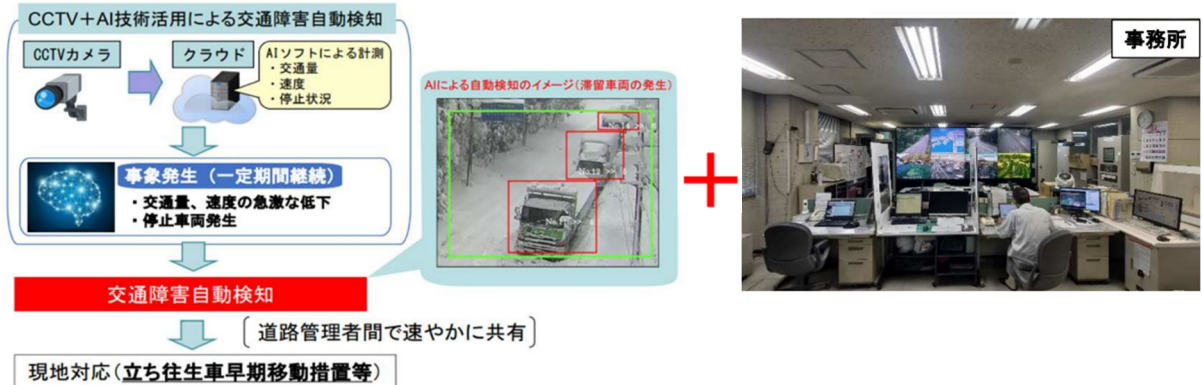 CCTV+AI技術活用による交通障害自動検知
CCTVカメラ
クラウド
AIソフトによる計測
・交通量
・速度
・停止状況
事象発生（一定期間継続）
・交通量、速度の急激な低下
・停止車両発生
交通障害自動検知
道路管理者間で速やかに共有
現地対応（立ち往生車早期移動措置等）
AIによる自動検知のイメージ（滞留車両の発生）
+
事務所